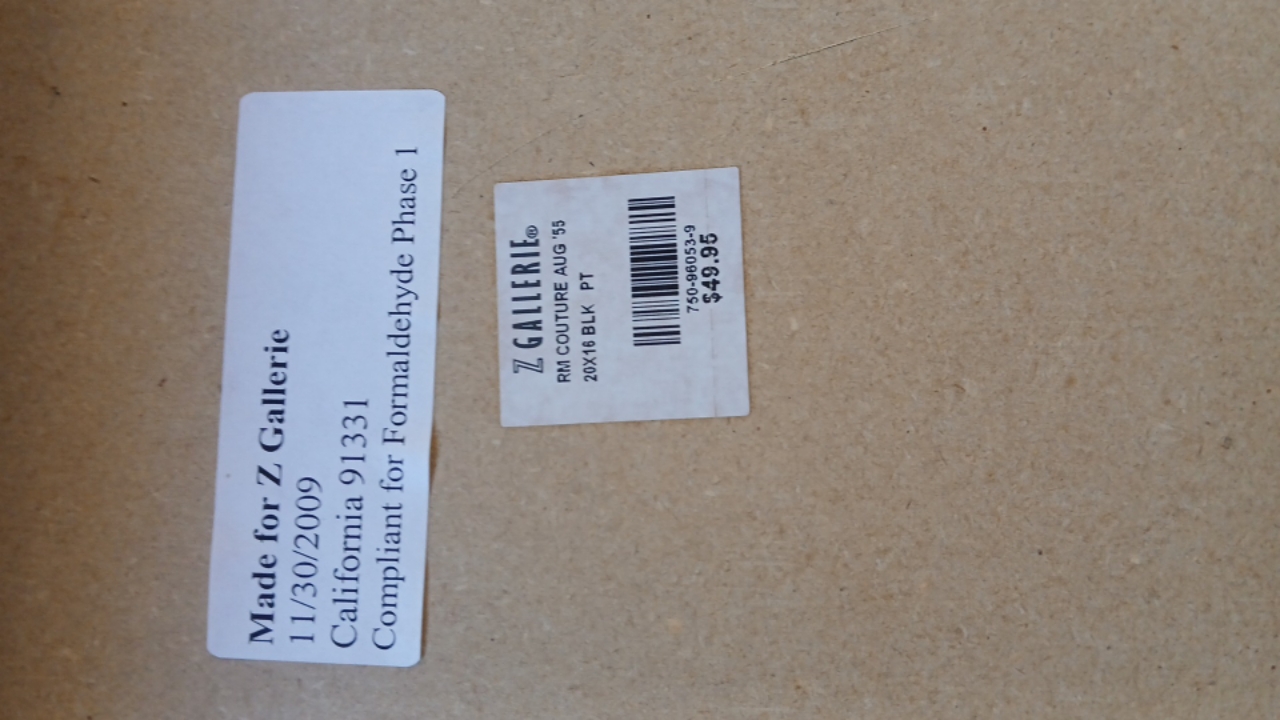 Made for Z Gallerie
11/30/2009
California 91331
Compliant for Formaldehyde Phase 1
Z GALLERIE®
RM COUTURE AUG '55
20X16 BLK PT
750-96053-9
$49.95